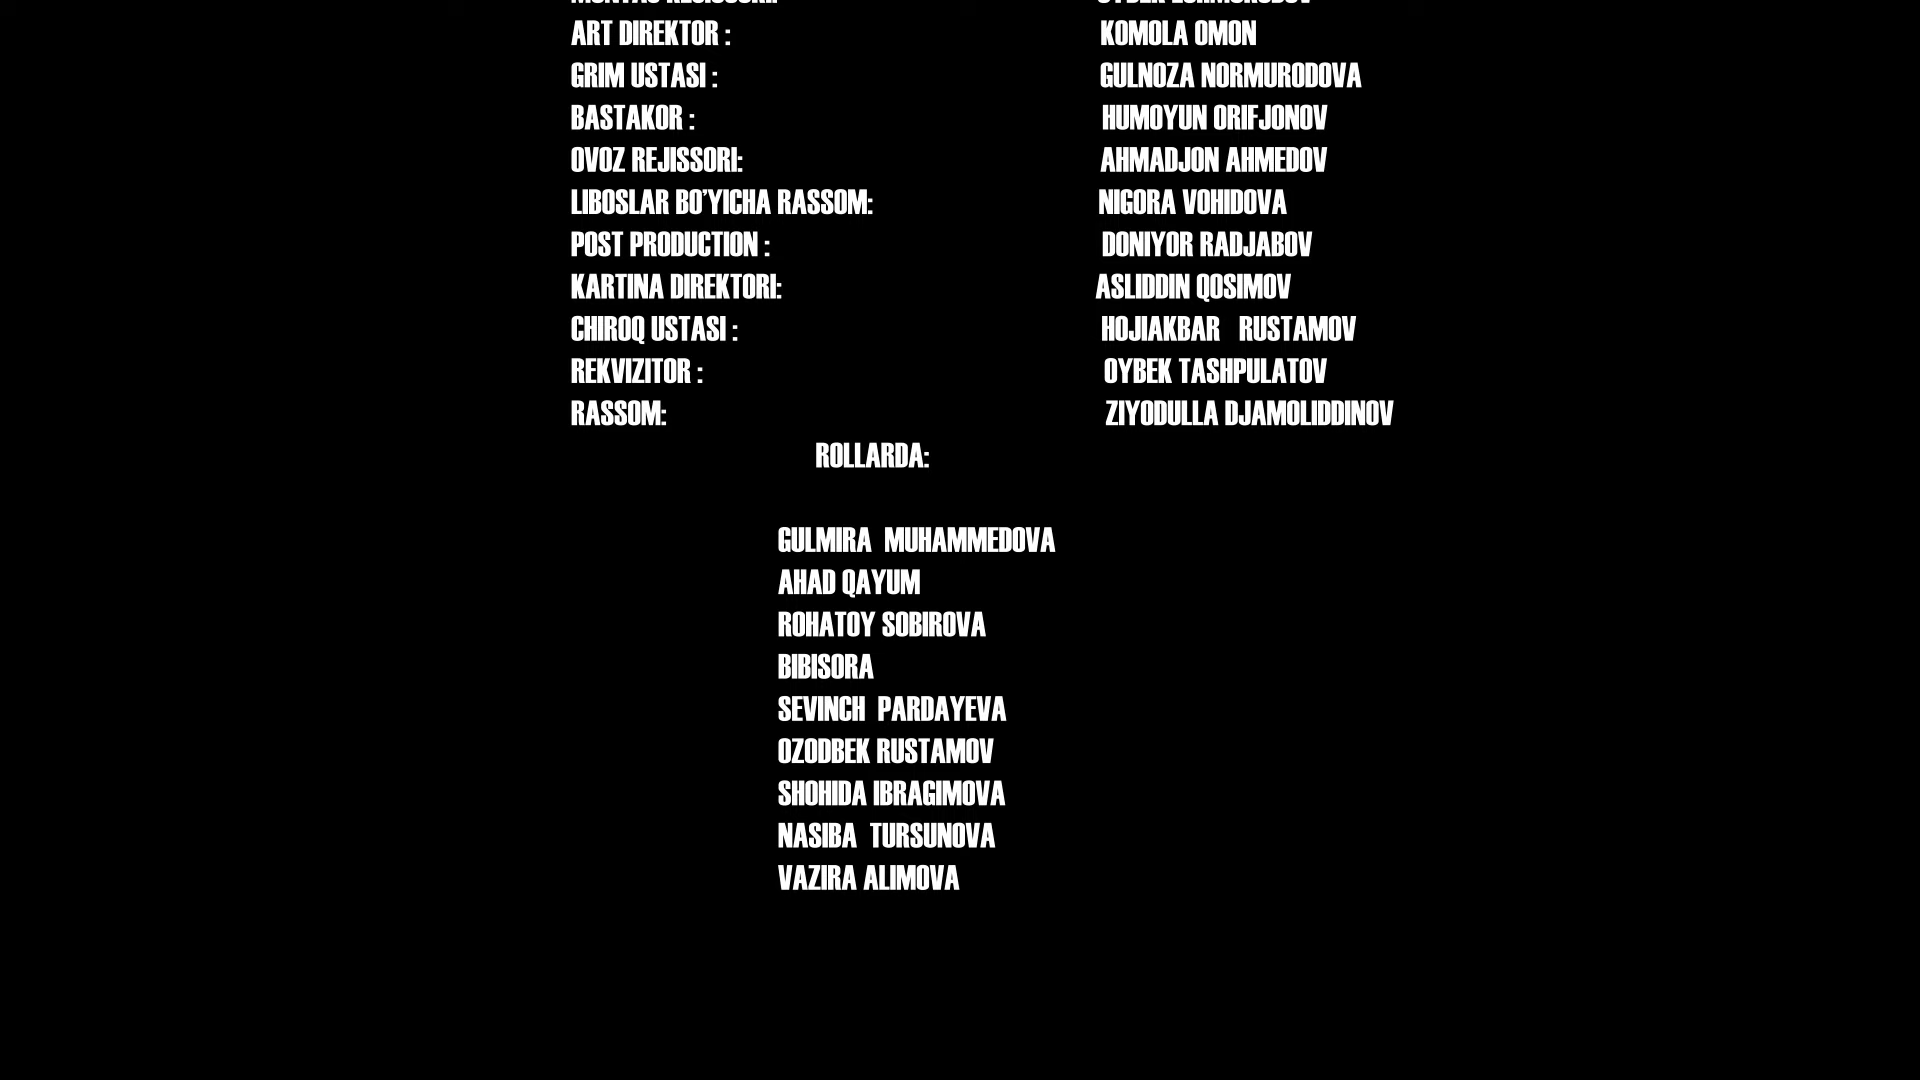 ART DIREKTOR : KOMOLA OMON
GRIM USTASI : GULNOZA NORMURODOVA
BASTAKOR : HUMOYUN ORIFJONOV
OVOZ REJISSORI: AHMADJON AHMEDOV
LIBOSLAR BO'YICHA RASSOM: NIGORA VOHIDOVA
POST PRODUCTION : DONIYOR RADJABOV
KARTINA DIREKTORI: ASLIDDIN QOSIMOV
CHIROQ USTASI : HOJIAKBAR RUSTAMOV
REKVIZITOR : OYBEK TASHPULATOV
RASSOM: ZIYODULLA DJAMOLIDDINOV
ROLLARDA:
GULMIRA MUHAMMEDOVA
AHAD QAYUM
ROHATOY SOBIROVA
BIBISORA
SEVINCH PARDAYEVA
OZODBEK RUSTAMOV
SHOHIDA IBRAGIMOVA
NASIBA TURSUNOVA
VAZIRA ALIMOVA